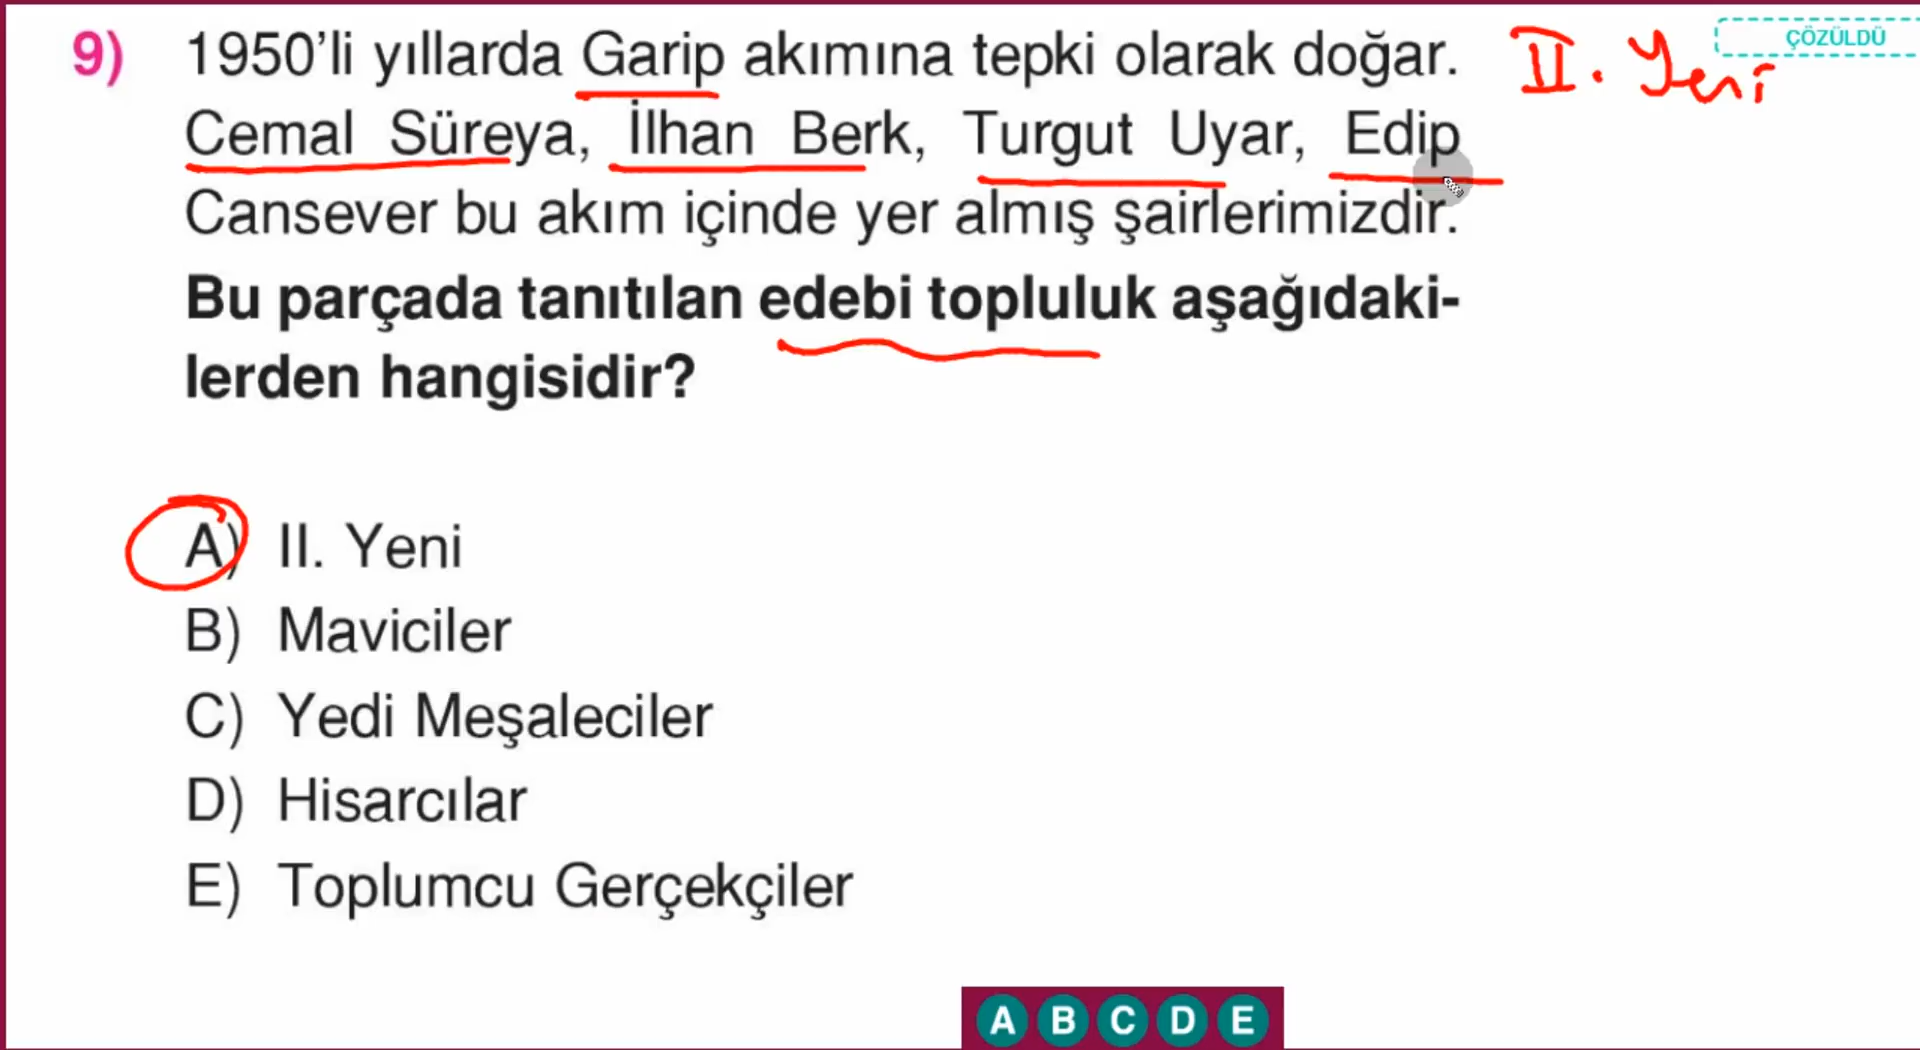 9) 1950'li yıllarda Garip akımına tepki olarak doğar. II. Yeni ÇÖZÜLDÜ
Cemal Süreya, İlhan Berk, Turgut Uyar, Edip
Cansever bu akım içinde yer almış şairlerimizdir.
Bu parçada tanıtılan edebi topluluk aşağıdaki-
lerden hangisidir?
A) II. Yeni
B) Maviciler
C) Yedi Meşaleciler
D) Hisarcılar
E) Toplumcu Gerçekçiler
A B C D E